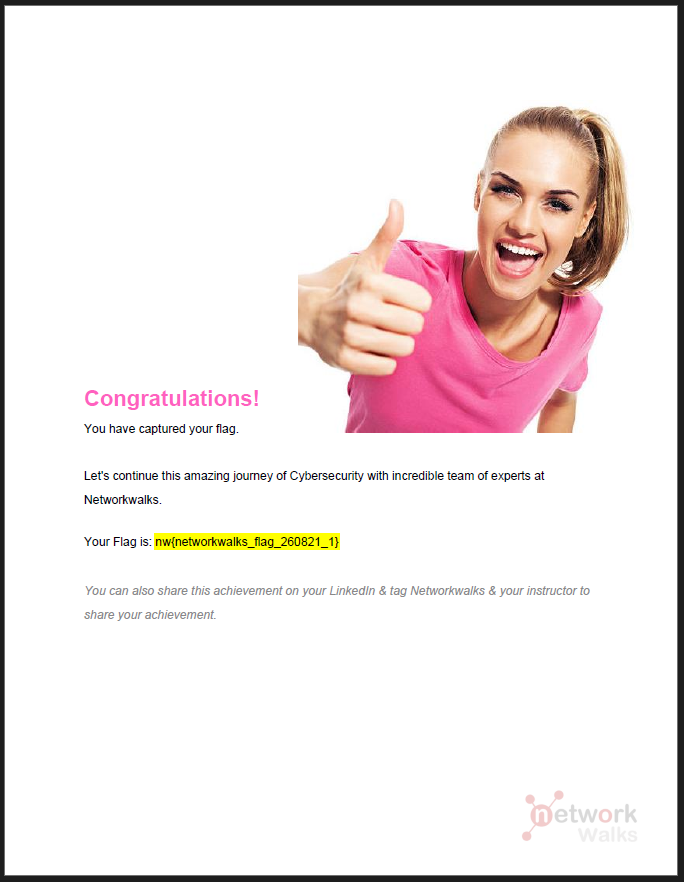 Congratulations!
You have captured your flag.
Let's continue this amazing journey of Cybersecurity with incredible team of experts at
Networkwalks.
Your Flag is: nw{networkwalks_flag_260821_1}
You can also share this achievement on your LinkedIn & tag Networkwalks & your instructor to
share your achievement.
network
Walks